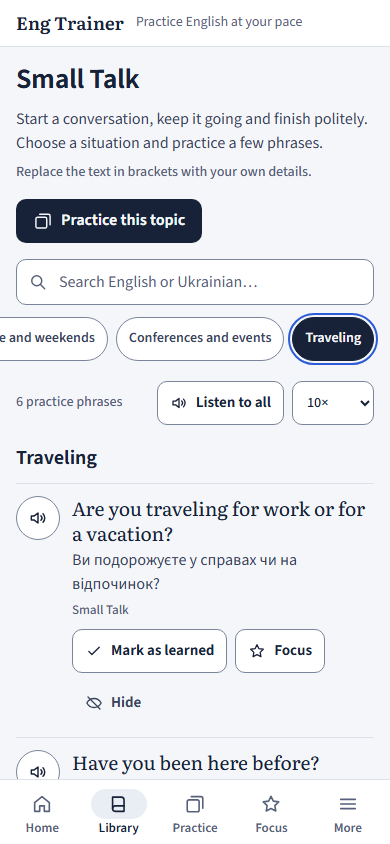 Eng Trainer Practice English at your pace
Small Talk
Start a conversation, keep it going and finish politely.
Choose a situation and practice a few phrases.
Replace the text in brackets with your own details.
Practice this topic
Search English or Ukrainian…
e and weekends Conferences and events Traveling
6 practice phrases Listen to all 10×
Traveling
Are you traveling for work or for
a vacation?
Ви подорожуєте у справах чи на
відпочинок?
Small Talk
Mark as learned Focus
Hide
Have you been here before?
Home Library Practice Focus More